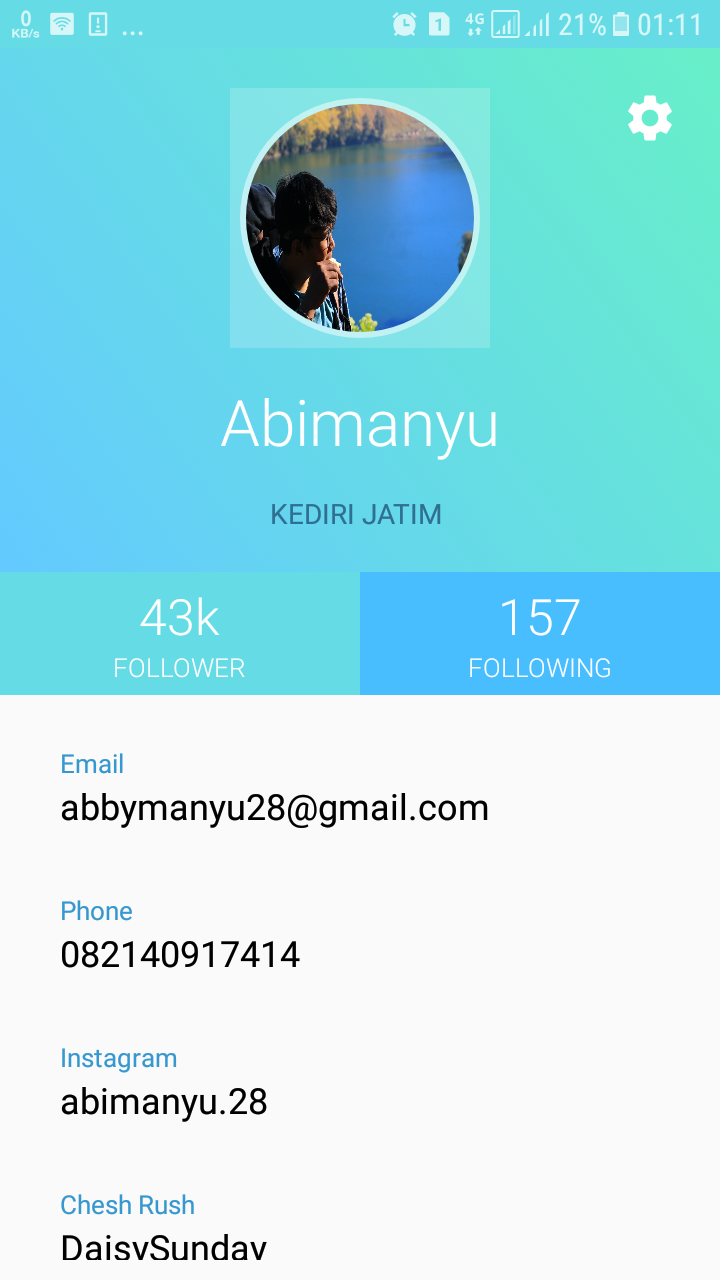 0
KB/s
... 1 4G 21% 01:11
Abimanyu
KEDIRI JATIM
43k 157
FOLLOWER FOLLOWING
Email
abbymanyu28@gmail.com
Phone
082140917414
Instagram
abimanyu.28
Chesh Rush
DaisySunday